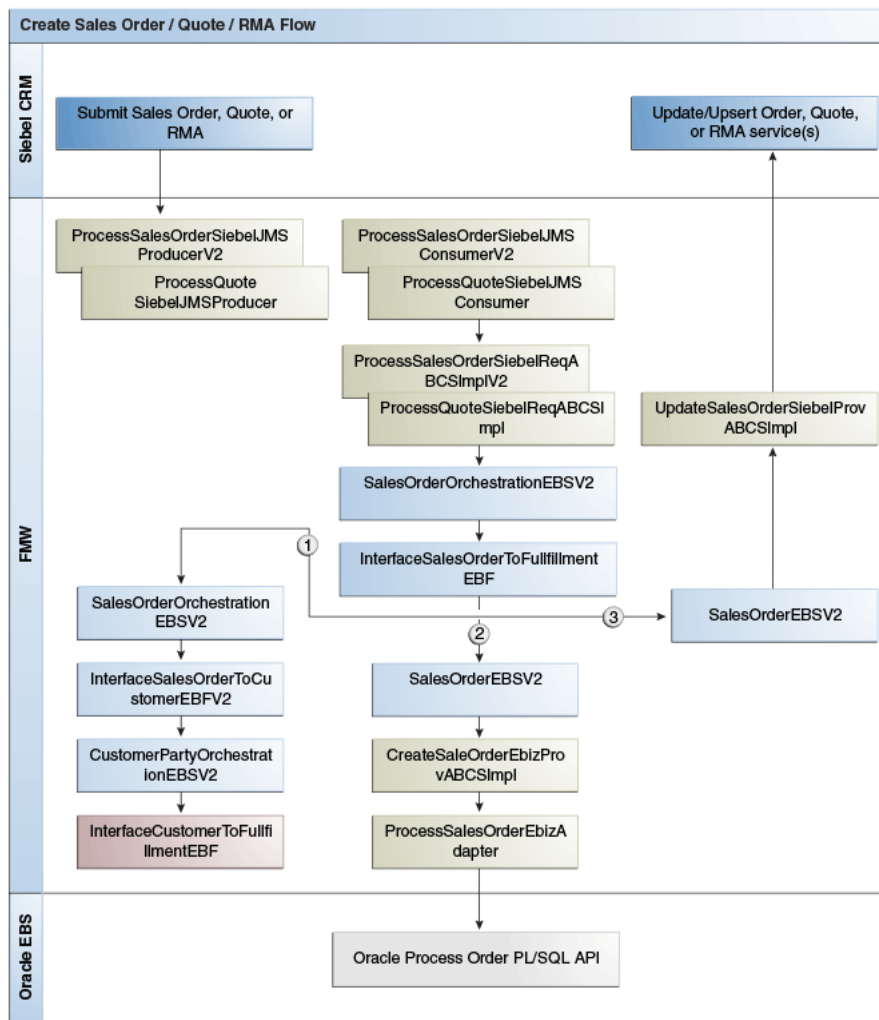 Create Sales Order / Quote / RMA Flow
Siebel CRM
Submit Sales Order, Quote, or
RMA
Update/Upsert Order, Quote,
or RMA service(s)
FMW
ProcessSalesOrderSiebelJMS
ProducerV2
ProcessQuote
SiebelJMSProducer
ProcessSalesOrderSiebelJMS
ConsumerV2
ProcessQuoteSiebelJMS
Consumer
ProcessSalesOrderSiebelReqA
BCSImplV2
ProcessQuoteSiebelReqABCSI
mpl
UpdateSalesOrderSiebelProv
ABCSImpl
SalesOrderOrchestrationEBSV2
1
InterfaceSalesOrderToFullfillment
EBF
SalesOrderOrchestration
EBSV2
3
SalesOrderEBSV2
2
InterfaceSalesOrderToCu
stomerEBFV2
SalesOrderEBSV2
CustomerPartyOrchestrat
ionEBSV2
CreateSaleOrderEbizPro
vABCSImpl
InterfaceCustomerToFullfi
llmentEBF
ProcessSalesOrderEbizA
dapter
Oracle EBS
Oracle Process Order PL/SQL API